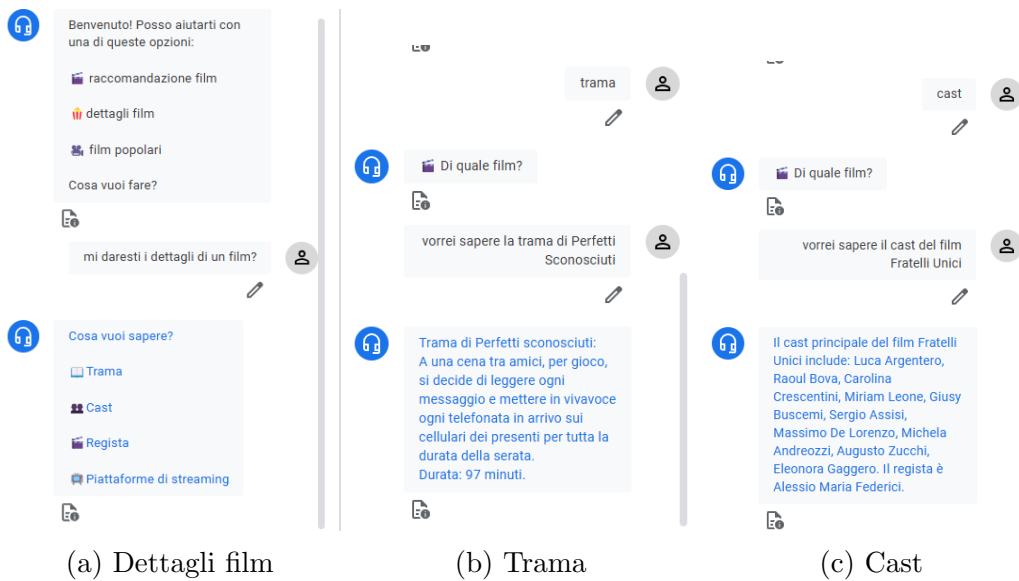 Benvenuto! Posso aiutarti con
una di queste opzioni:
🎬 raccomandazione film
🍿 dettagli film
🎥 film popolari
Cosa vuoi fare?
mi daresti i dettagli di un film?
Cosa vuoi sapere?
📖 Trama
👥 Cast
🎬 Regista
📺 Piattaforme di streaming
(a) Dettagli film
trama
🎬 Di quale film?
vorrei sapere la trama di Perfetti
Sconosciuti
Trama di Perfetti sconosciuti:
A una cena tra amici, per gioco,
si decide di leggere ogni
messaggio e mettere in vivavoce
ogni telefonata in arrivo sui
cellulari dei presenti per tutta la
durata della serata.
Durata: 97 minuti.
(b) Trama
cast
🎬 Di quale film?
vorrei sapere il cast del film
Fratelli Unici
Il cast principale del film Fratelli
Unici include: Luca Argentero,
Raoul Bova, Carolina
Crescentini, Miriam Leone, Giusy
Buscemi, Sergio Assisi,
Massimo De Lorenzo, Michela
Andreozzi, Augusto Zucchi,
Eleonora Gaggero. Il regista è
Alessio Maria Federici.
(c) Cast